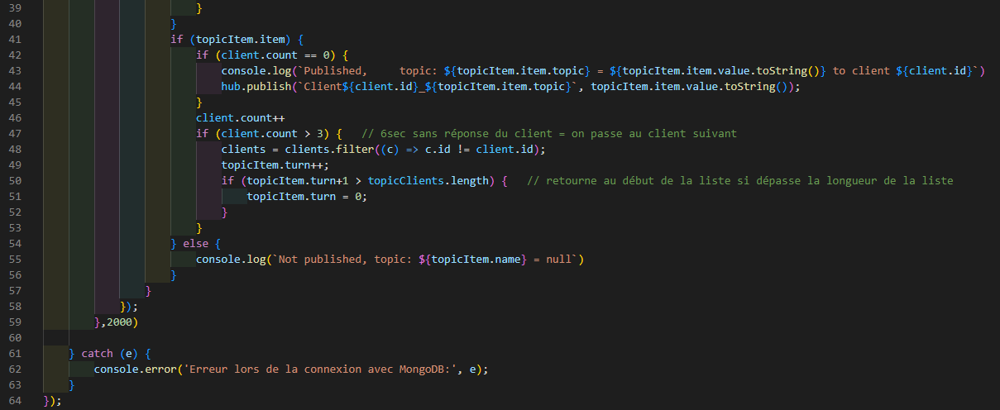 39 }
40 }
41 if (topicItem.item) {
42 if (client.count == 0) {
43 console.log(`Published,     topic: ${topicItem.item.topic} = ${topicItem.item.value.toString()} to client ${client.id}`)
44 hub.publish(`Client${client.id}_${topicItem.item.topic}`, topicItem.item.value.toString());
45 }
46 client.count++
47 if (client.count > 3) {   // 6sec sans réponse du client = on passe au client suivant
48 clients = clients.filter((c) => c.id != client.id);
49 topicItem.turn++;
50 if (topicItem.turn+1 > topicClients.length) {   // retourne au début de la liste si dépasse la longueur de la liste
51 topicItem.turn = 0;
52 }
53 }
54 } else {
55 console.log(`Not published, topic: ${topicItem.name} = null`)
56 }
57 }
58 });
59 },2000)
60
61 } catch (e) {
62 console.error('Erreur lors de la connexion avec MongoDB:', e);
63 }
64 });